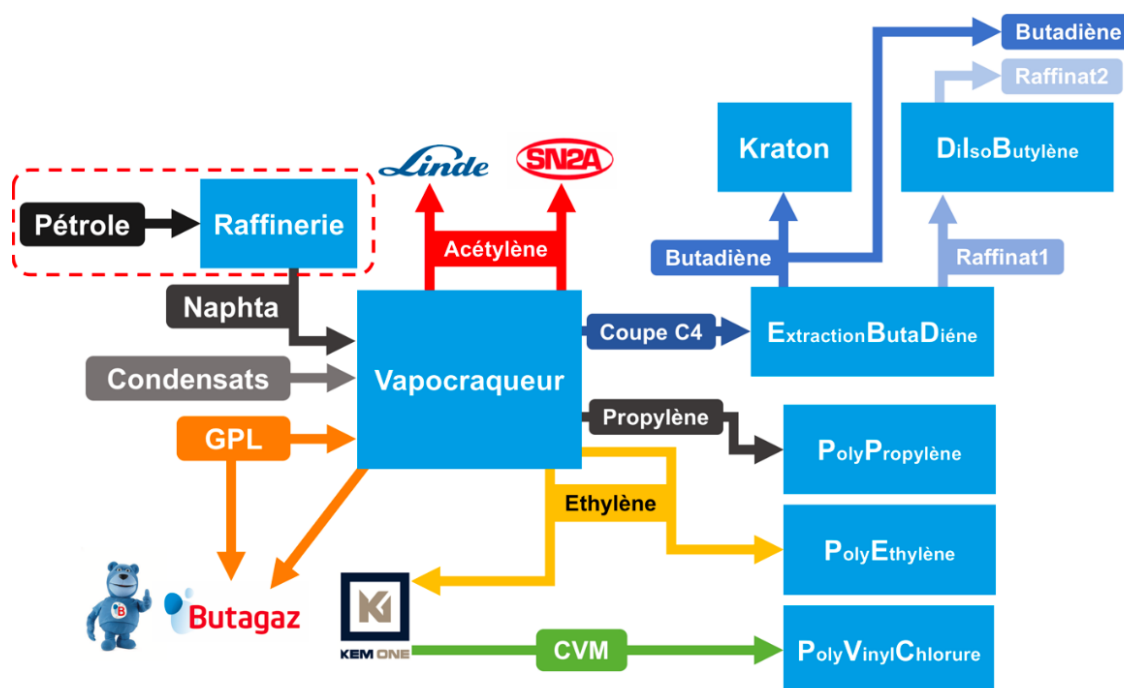 Butadiène
Raffinat2
Linde
SN2A
Kraton
DiIsoButylène
Pétrole
Raffinerie
Acétylène
Butadiène
Raffinat1
Naphta
Coupe C4
ExtractionButaDiéne
Condensats
Vapocraqueur
Propylène
GPL
PolyPropylène
Ethylène
PolyEthylène
B
Butagaz
K1
KEM ONE
CVM
PolyVinylChlorure